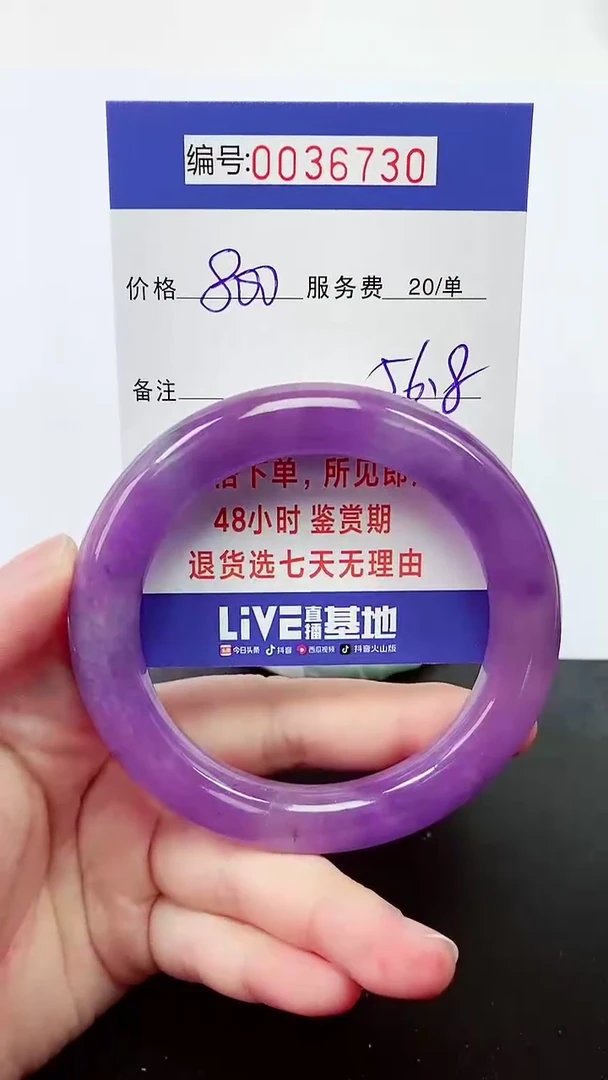 编号:0036730
价格 800 服务费 20/单
备注 56.8
下单，所见即
48小时 鉴赏期
退货选七天无理由
LiVE直播基地
今日头条 抖音 西瓜视频 抖音火山版